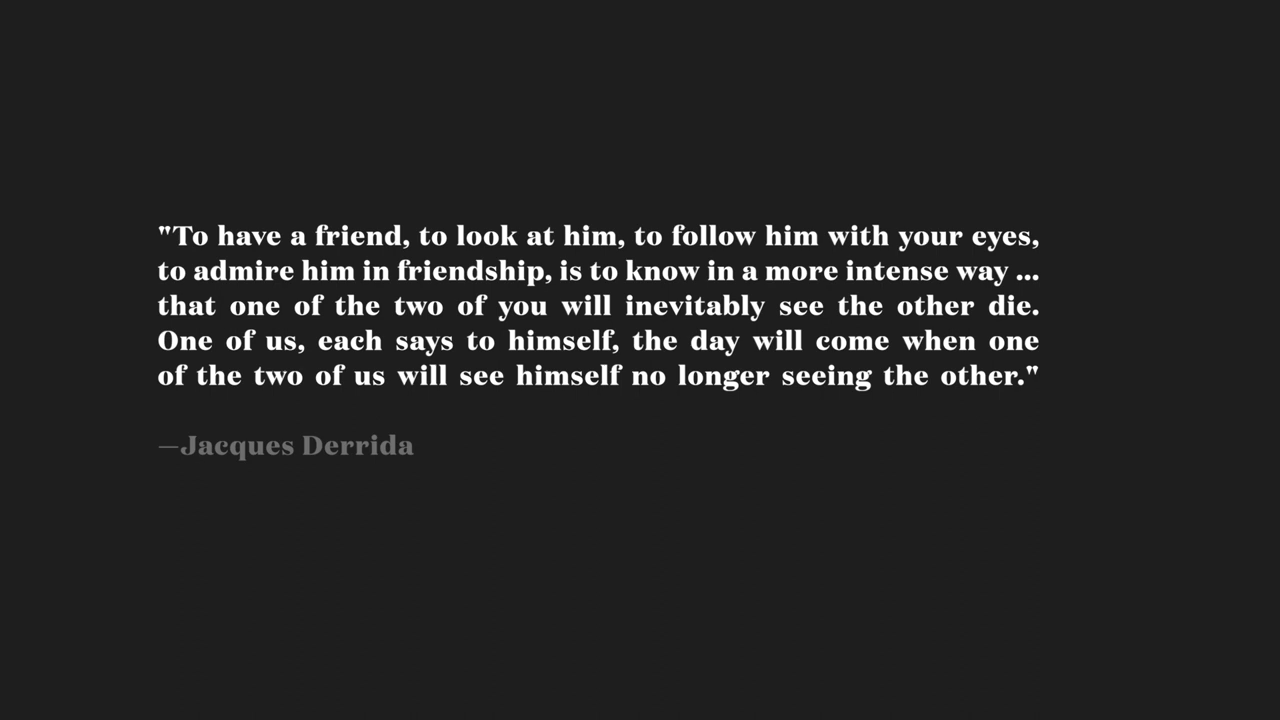 "To have a friend, to look at him, to follow him with your eyes,
to admire him in friendship, is to know in a more intense way ...
that one of the two of you will inevitably see the other die.
One of us, each says to himself, the day will come when one
of the two of us will see himself no longer seeing the other."
—Jacques Derrida